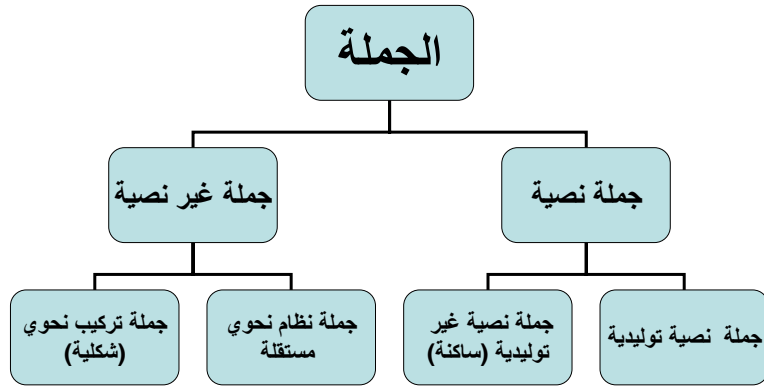 الجملة
جملة نصية
جملة غير نصية
جملة نصية توليدية
جملة نصية غير
توليدية (ساكنة)
جملة نظام نحوي
مستقلة
جملة تركيب نحوي
(شكلية)